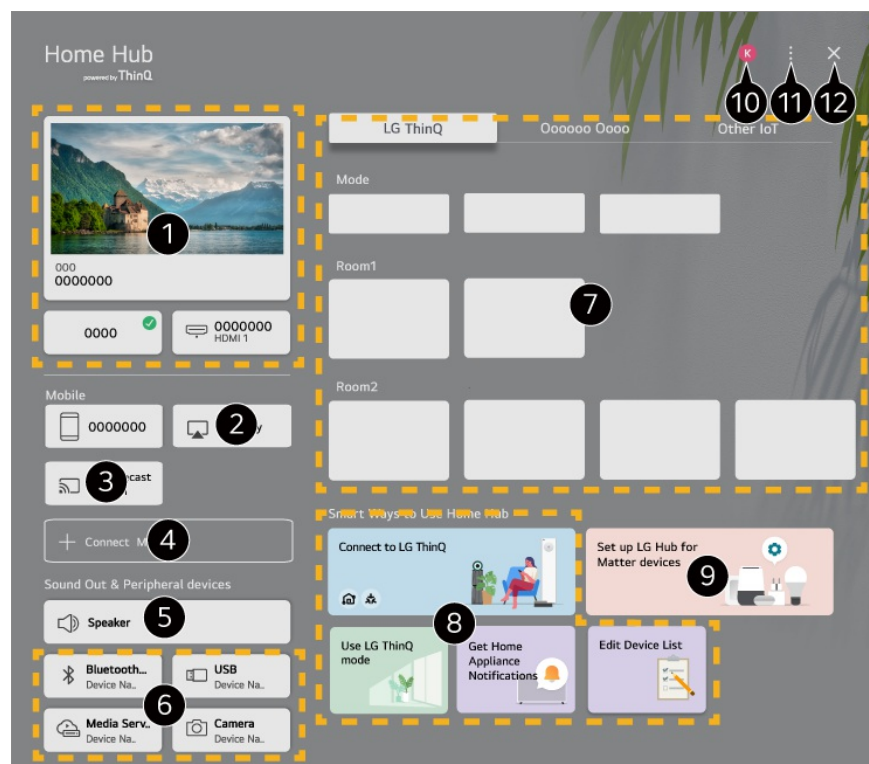 Home Hub
powered by ThinQ
K
10 11 12
LG ThinQ
Oooooo Oooo
Other IoT
1
000
0000000
0000
0000000
HDMI 1
Mode
Room1
7
Room2
Mobile
0000000
2
y
3
cast
Connect M
4
Sound Out & Peripheral devices
Speaker
5
Bluetooth...
Device Na..
USB
Device Na..
6
Media Serv..
Device Na..
Camera
Device Na..
Smart Ways to Use Home Hub
Connect to LG ThinQ
Set up LG Hub for
Matter devices
9
8
Use LG ThinQ
mode
Get Home
Appliance
Notifications
Edit Device List